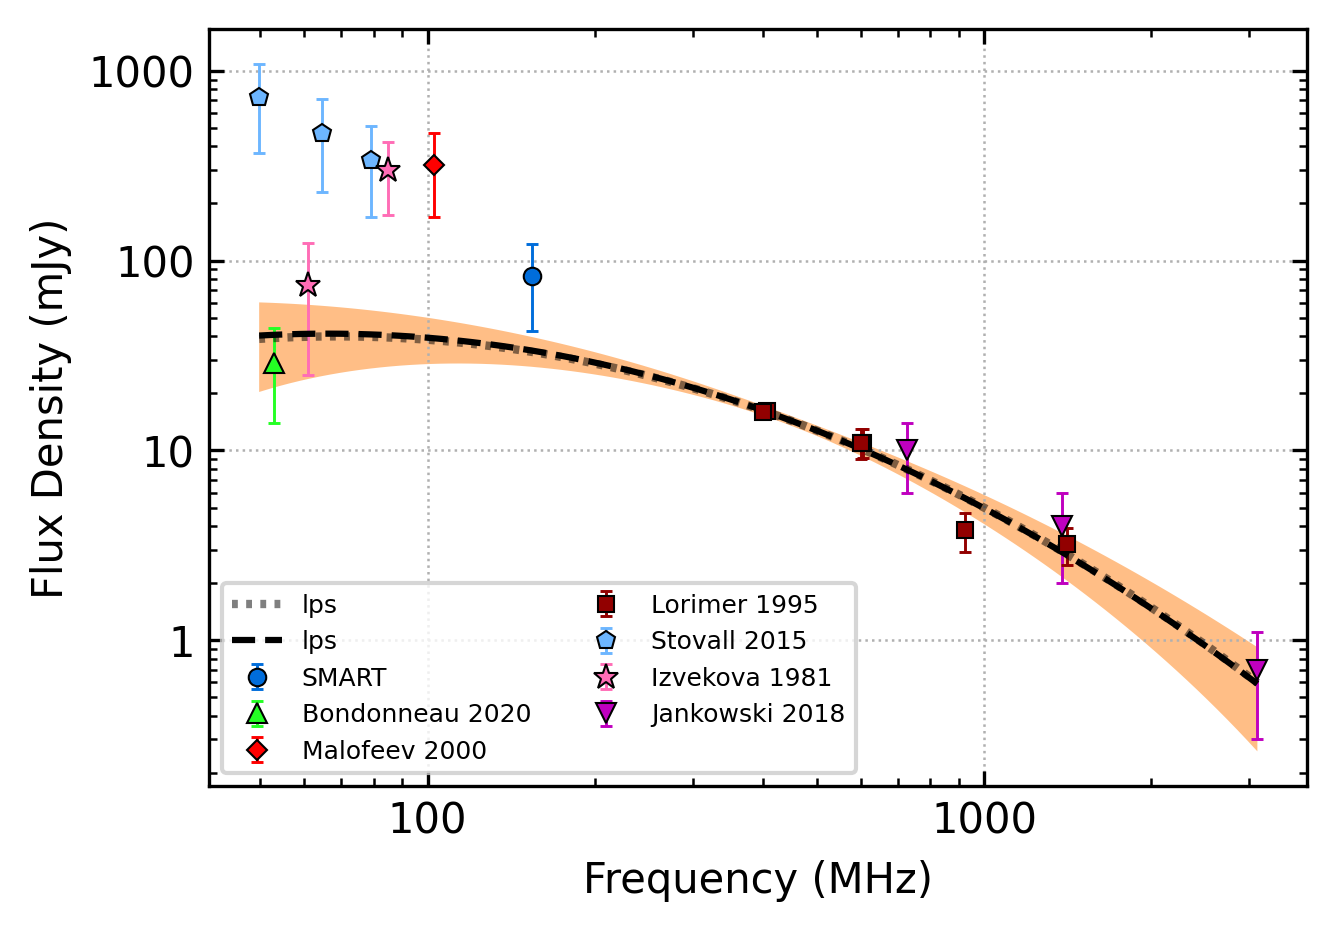 1000
100
10
1
Flux Density (mJy)
lps
lps
SMART
Bondonneau 2020
Malofeev 2000
Lorimer 1995
Stovall 2015
Izvekova 1981
Jankowski 2018
100 1000
Frequency (MHz)